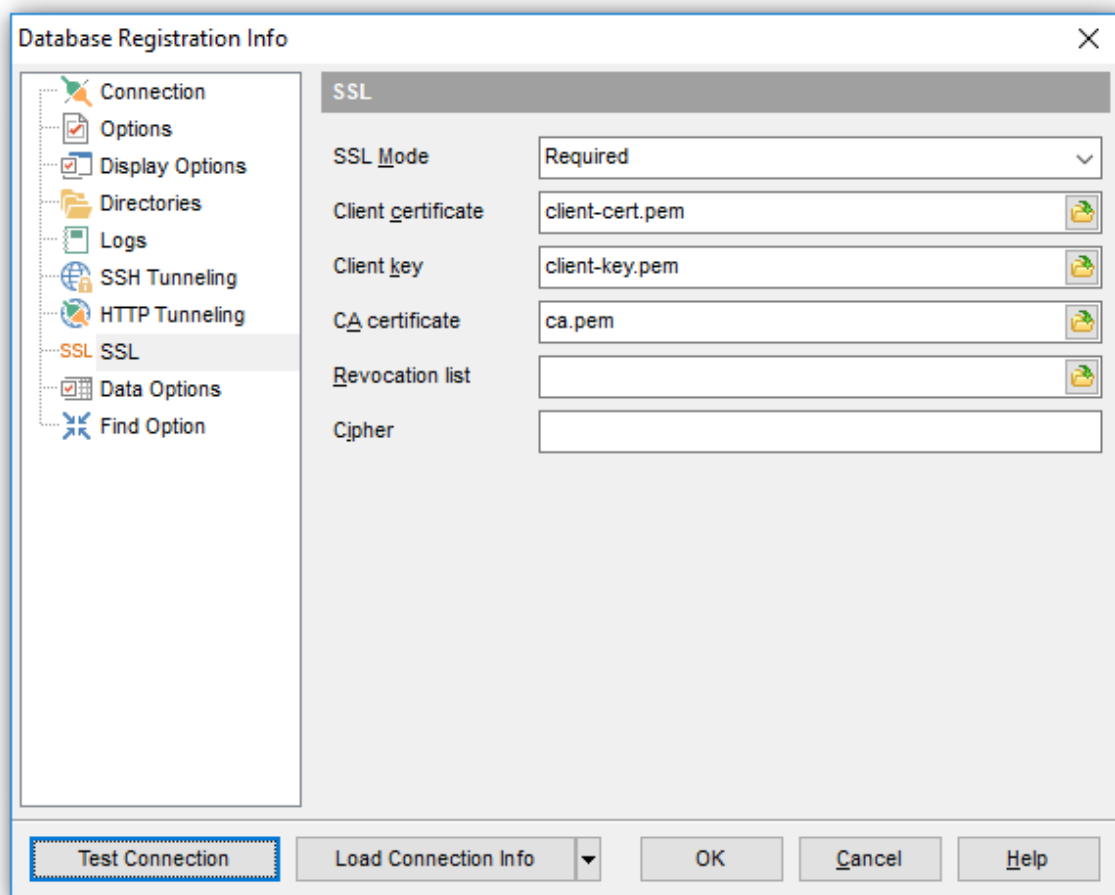 Database Registration Info
Connection
Options
Display Options
Directories
Logs
SSH Tunneling
HTTP Tunneling
SSL SSL
Data Options
Find Option
SSL
SSL Mode Required
Client certificate client-cert.pem
Client key client-key.pem
CA certificate ca.pem
Revocation list
Cipher
Test Connection Load Connection Info OK Cancel Help